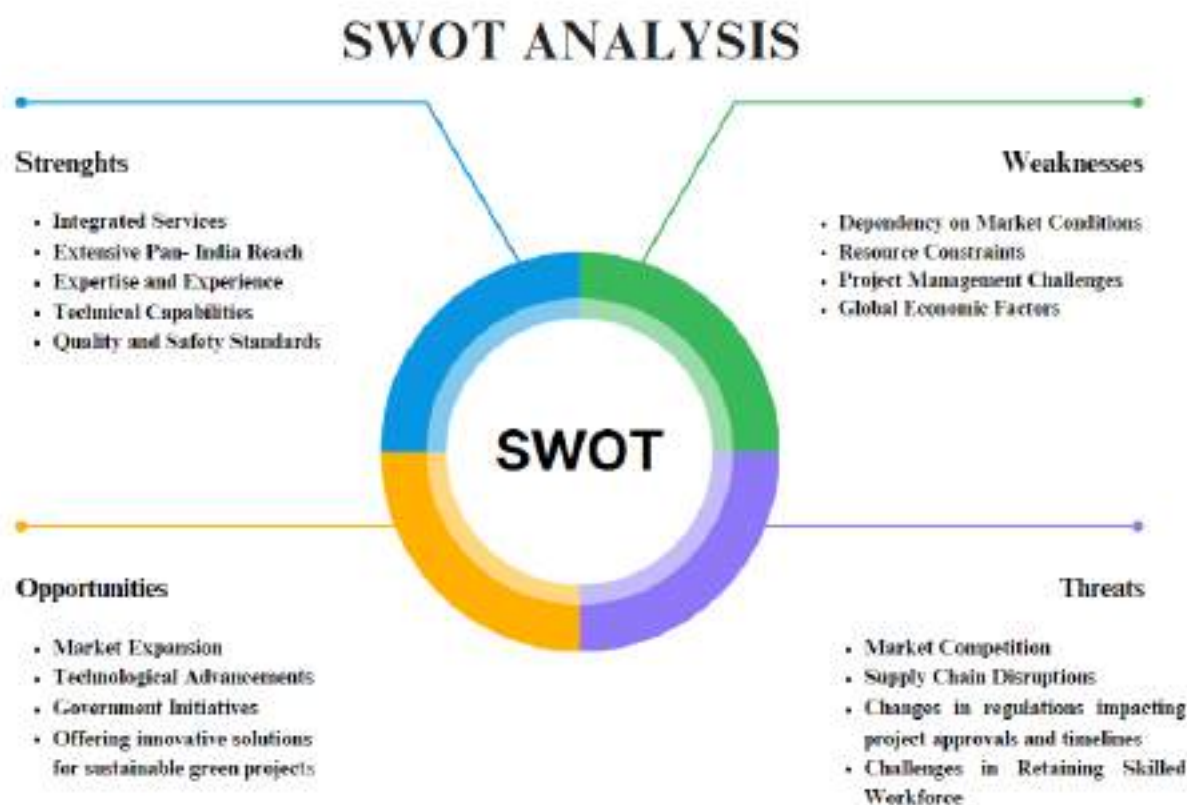 SWOT ANALYSIS
Strenghts
• Integrated Services
• Extensive Pan- India Reach
• Expertise and Experience
• Technical Capabilities
• Quality and Safety Standards
Weaknesses
• Dependency on Market Conditions
• Resource Constraints
• Project Management Challenges
• Global Economic Factors
SWOT
Opportunities
• Market Expansion
• Technological Advancements
• Government Initiatives
• Offering innovative solutions
for sustainable green projects
Threats
• Market Competition
• Supply Chain Disruptions
• Changes in regulations impacting
project approvals and timelines
• Challenges in Retaining Skilled
Workforce